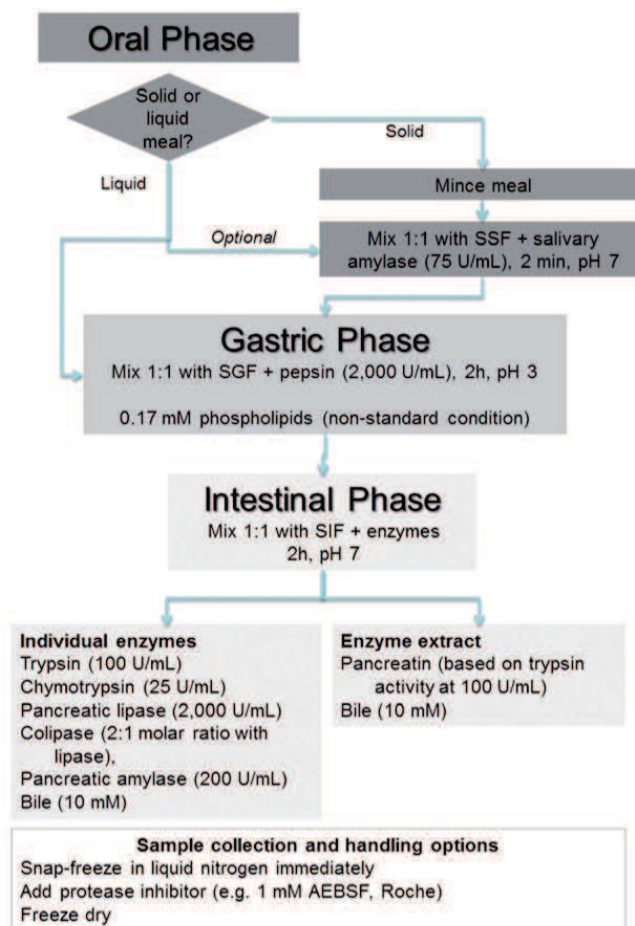 Oral Phase
Solid or
liquid
meal?
Solid
Liquid
Mince meal
Optional
Mix 1:1 with SSF + salivary
amylase (75 U/mL), 2 min, pH 7
Gastric Phase
Mix 1:1 with SGF + pepsin (2,000 U/mL), 2h, pH 3
0.17 mM phospholipids (non-standard condition)
Intestinal Phase
Mix 1:1 with SIF + enzymes
2h, pH 7
Individual enzymes
Trypsin (100 U/mL)
Chymotrypsin (25 U/mL)
Pancreatic lipase (2,000 U/mL)
Colipase (2:1 molar ratio with
lipase),
Pancreatic amylase (200 U/mL)
Bile (10 mM)
Enzyme extract
Pancreatin (based on trypsin
activity at 100 U/mL)
Bile (10 mM)
Sample collection and handling options
Snap-freeze in liquid nitrogen immediately
Add protease inhibitor (e.g. 1 mM AEBSF, Roche)
Freeze dry